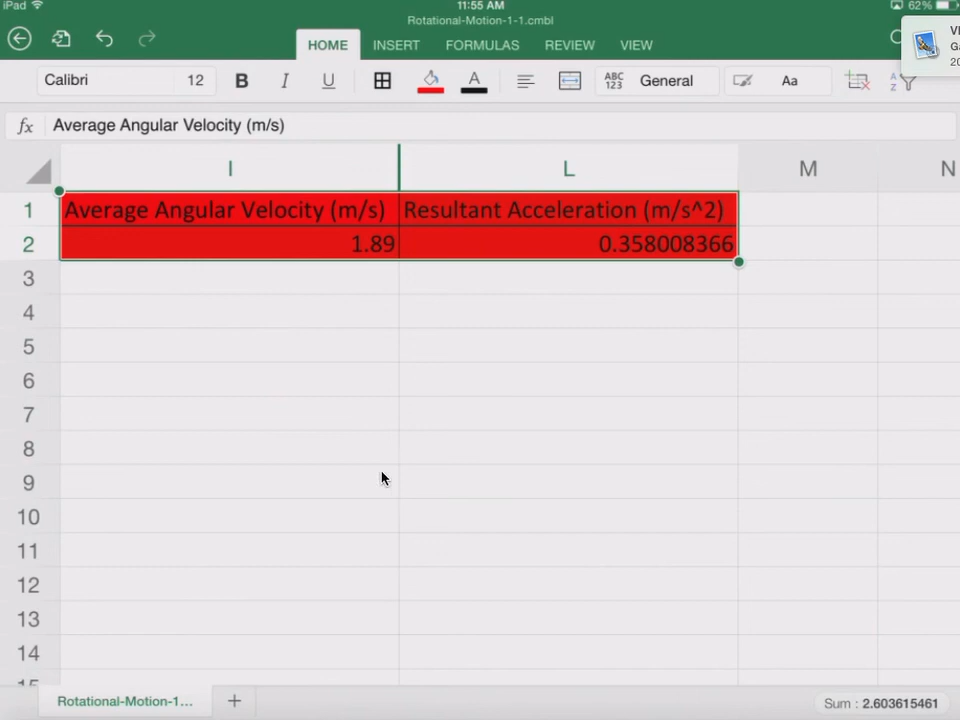 iPad 11:55 AM 62%
Rotational-Motion-1-1.cmbl
HOME INSERT FORMULAS REVIEW VIEW
Calibri 12 B I U A ABC 123 General Aa A Z
fx Average Angular Velocity (m/s)
I L M N
1 Average Angular Velocity (m/s) Resultant Acceleration (m/s^2)
2 1.89 0.358008366
3
4
5
6
7
8
9
10
11
12
13
14
15
Rotational-Motion-1... + Sum : 2.603615461